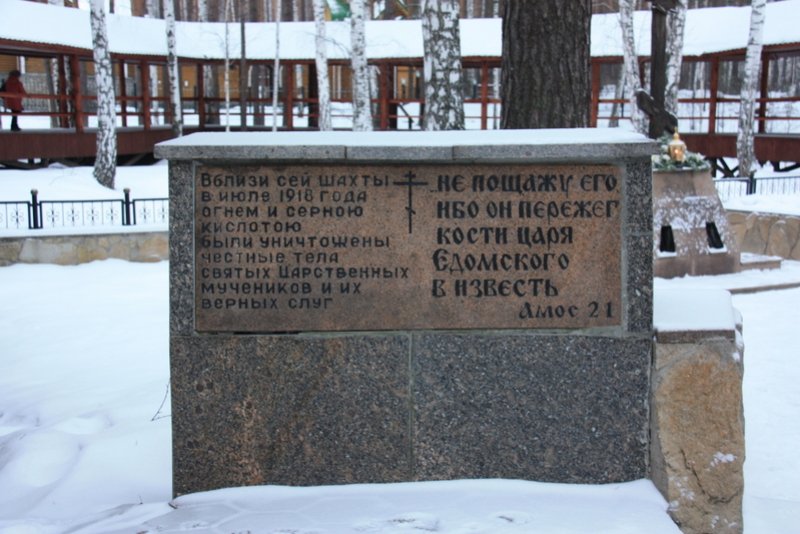 Вблизи сей шахты
в июле 1918 года
огнем и серною
кислотою
были уничтожены
честные тела
святых Царственных
мучеников и их
верных слуг
не пощажу его,
ибо он пережег
кости царя
Едомского
в известь
Амос 2 1